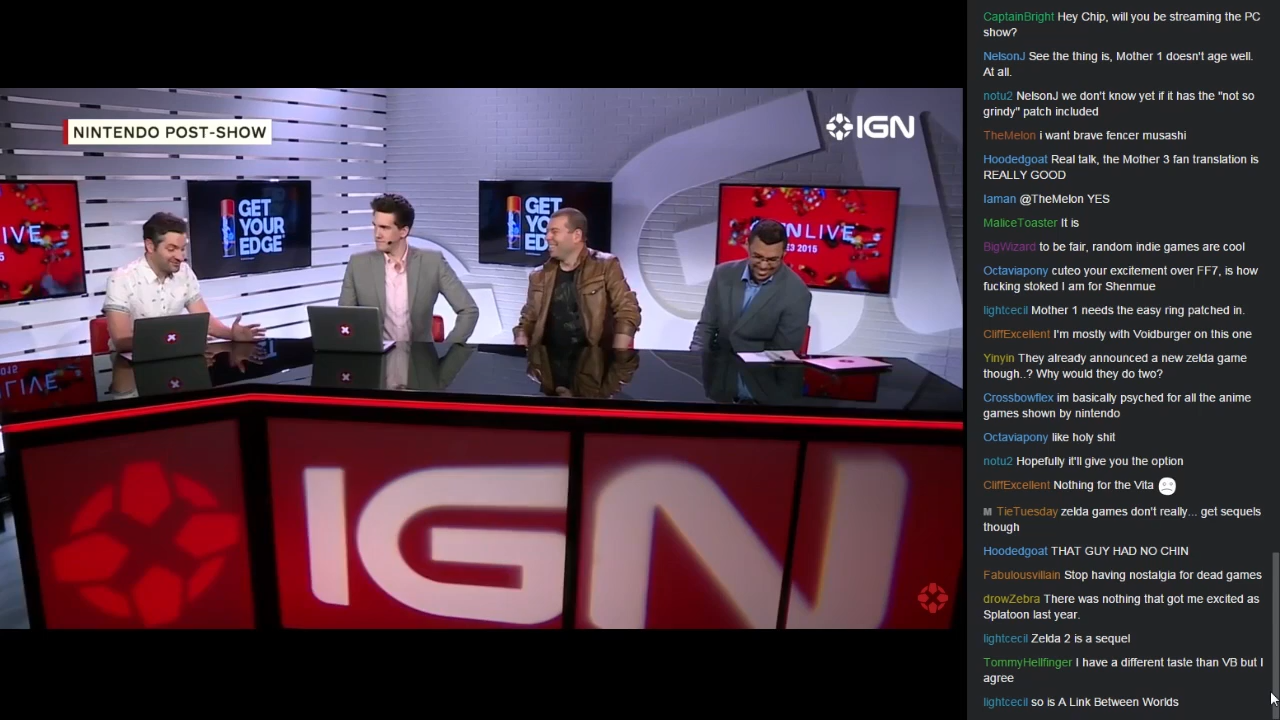 NINTENDO POST-SHOW
IGN
GET
YOUR
EDGE
GET
YO
ED
LIVE
2015
IGN LIVE
E3 2015
IGN
CaptainBright Hey Chip, will you be streaming the PC
show?
NelsonJ See the thing is, Mother 1 doesn't age well.
At all.
notu2 NelsonJ we don't know yet if it has the "not so
grindy" patch included
TheMelon i want brave fencer musashi
Hoodedgoat Real talk, the Mother 3 fan translation is
REALLY GOOD
Iaman @TheMelon YES
MaliceToaster It is
BigWizard to be fair, random indie games are cool
Octaviapony cuteo your excitement over FF7, is how
fucking stoked I am for Shenmue
lightcecil Mother 1 needs the easy ring patched in.
CliffExcellent I'm mostly with Voidburger on this one
Yinyin They already announced a new zelda game
though..? Why would they do two?
Crossbowflex im basically psyched for all the anime
games shown by nintendo
Octaviapony like holy shit
notu2 Hopefully it'll give you the option
CliffExcellent Nothing for the Vita
M TieTuesday zelda games don't really... get sequels
though
Hoodedgoat THAT GUY HAD NO CHIN
Fabulousvillain Stop having nostalgia for dead games
drowZebra There was nothing that got me excited as
Splatoon last year.
lightcecil Zelda 2 is a sequel
TommyHellfinger I have a different taste than VB but I
agree
lightcecil so is A Link Between Worlds